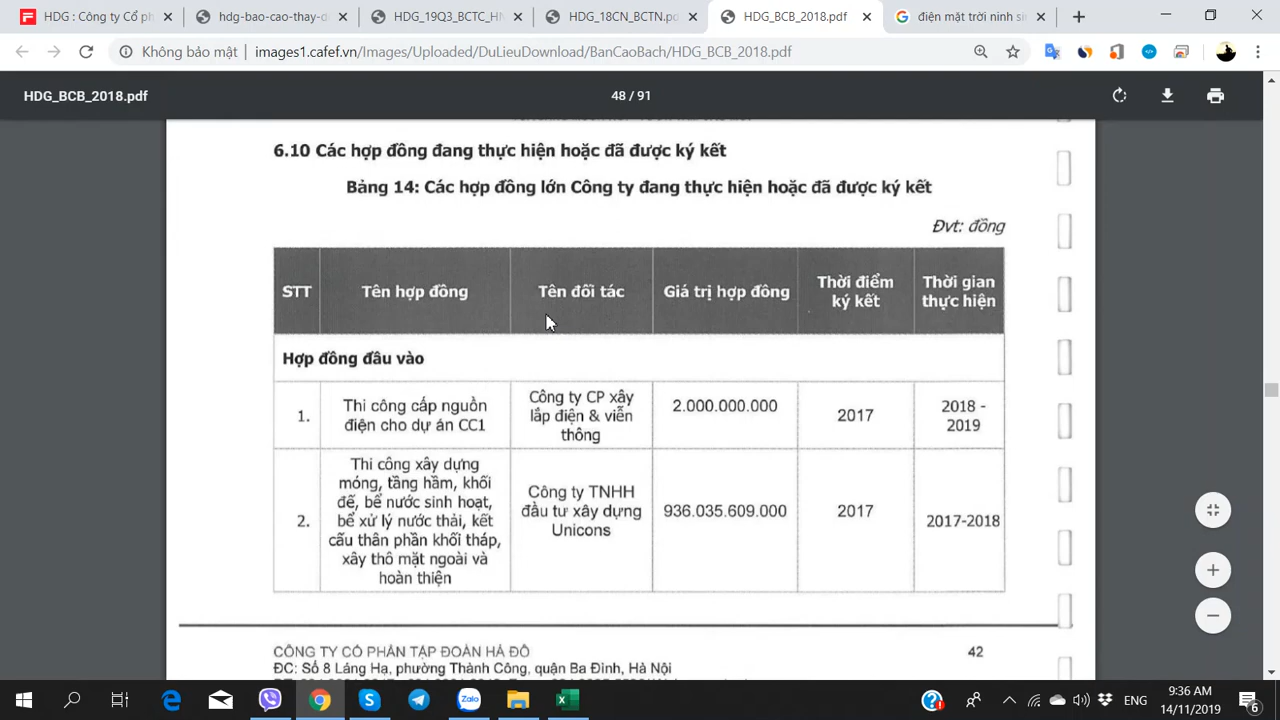 HDG : Công ty Cổ ph
hdg-bao-cao-thay-d
HDG_19Q3_BCTC_HN
HDG_18CN_BCTN.pd
HDG_BCB_2018.pdf
điện mặt trời ninh si
Không bảo mật
images1.cafef.vn/Images/Uploaded/DuLieuDownload/BanCaoBach/HDG_BCB_2018.pdf
HDG_BCB_2018.pdf
48 / 91
6.10 Các hợp đồng đang thực hiện hoặc đã được ký kết
Bảng 14: Các hợp đồng lớn Công ty đang thực hiện hoặc đã được ký kết
Đvt: đồng
STT
Tên hợp đồng
Tên đối tác
Giá trị hợp đồng
Thời điểm
ký kết
Thời gian
thực hiện
Hợp đồng đầu vào
1.
Thi công cấp nguồn
điện cho dự án CC1
Công ty CP xây
lắp điện & viễn
thông
2.000.000.000
2017
2018 -
2019
2.
Thi công xây dựng
móng, tầng hầm, khối
đế, bể nước sinh hoạt,
bể xử lý nước thải, kết
cấu thân phần khối tháp,
xây thô mặt ngoài và
hoàn thiện
Công ty TNHH
đầu tư xây dựng
Unicons
936.035.609.000
2017
2017-2018
CÔNG TY CỔ PHẦN TẬP ĐOÀN HÀ ĐÔ
42
ĐC: Số 8 Láng Hạ, phường Thành Công, quận Ba Đình, Hà Nội
Zalo
ENG
9:36 AM
14/11/2019
6